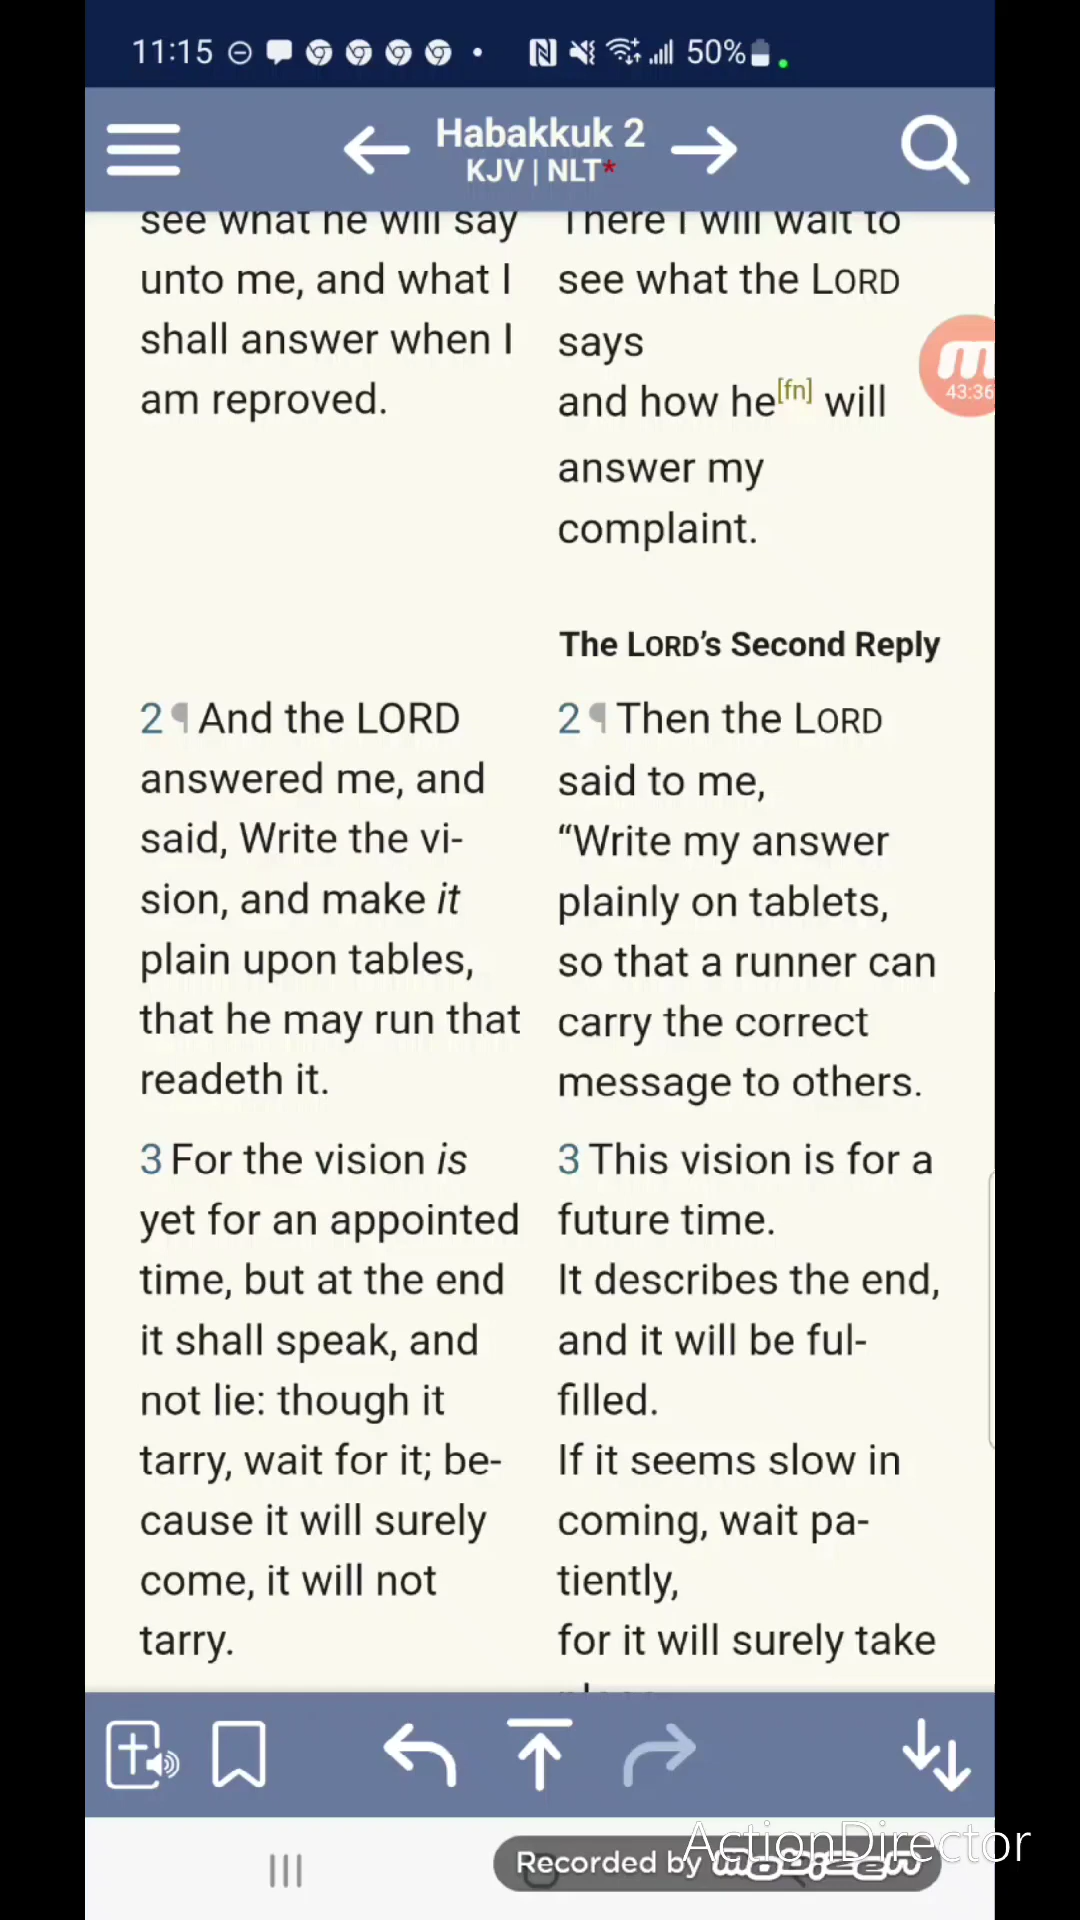 11:15 50%
Habakkuk 2
KJV | NLT*
see what he will say
unto me, and what I
shall answer when I
am reproved.
There I will wait to
see what the LORD
says
and how he[fn] will
answer my
complaint.
43:36
The LORD’s Second Reply
2 ¶ And the LORD
answered me, and
said, Write the vi-
sion, and make it
plain upon tables,
that he may run that
readeth it.
2 ¶ Then the LORD
said to me,
“Write my answer
plainly on tablets,
so that a runner can
carry the correct
message to others.
3 For the vision is
yet for an appointed
time, but at the end
it shall speak, and
not lie: though it
tarry, wait for it; be-
cause it will surely
come, it will not
tarry.
3 This vision is for a
future time.
It describes the end,
and it will be ful-
filled.
If it seems slow in
coming, wait pa-
tiently,
for it will surely take
ActionDirector
Recorded by MOBIZEN